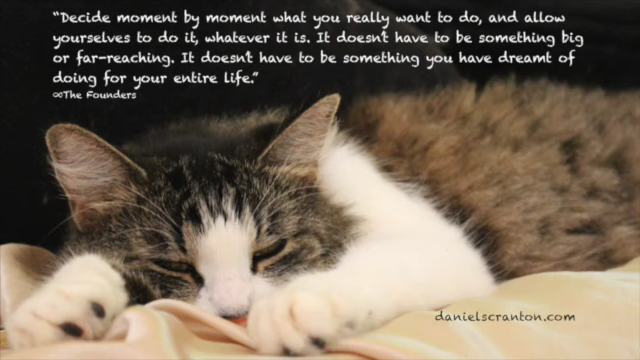 “Decide moment by moment what you really want to do, and allow
yourselves to do it, whatever it is. It doesn't have to be something big
or far-reaching. It doesn't have to be something you have dreamt of
doing for your entire life.”
∞The Founders
danielscranton.com